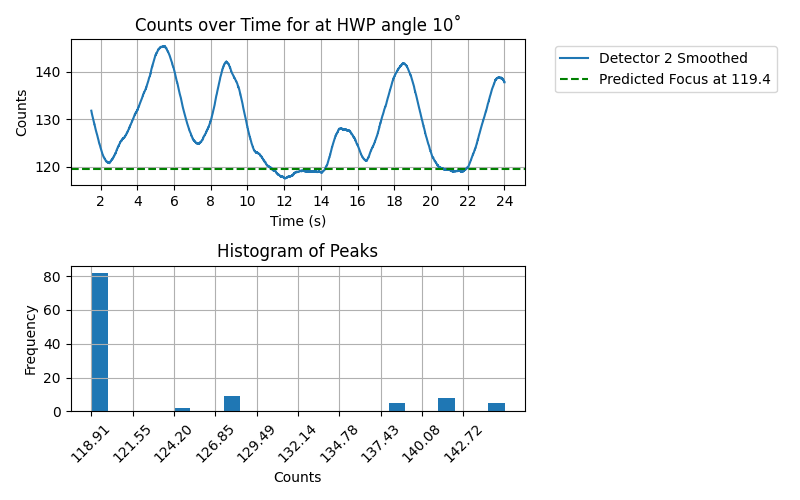 Counts over Time for at HWP angle 10˚
Counts
140
130
120
2 4 6 8 10 12 14 16 18 20 22 24
Time (s)
Detector 2 Smoothed
Predicted Focus at 119.4
Histogram of Peaks
Frequency
80
60
40
20
0
118.91 121.55 124.20 126.85 129.49 132.14 134.78 137.43 140.08 142.72
Counts